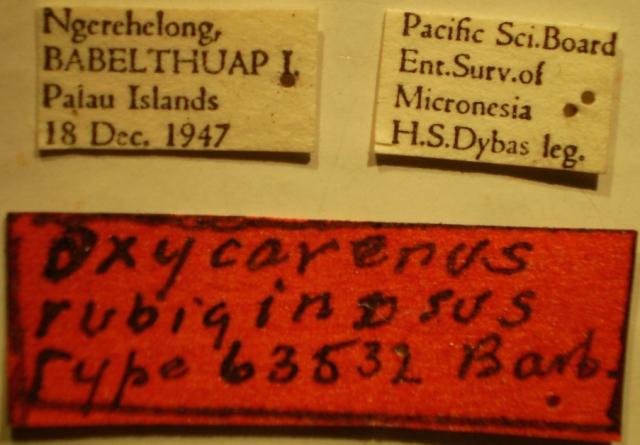 Ngerehelong,
BABELTHUAP I.
Palau Islands
18 Dec. 1947
Pacific Sci.Board
Ent.Surv.of
Micronesia
H.S.Dybas leg.
Oxycarenus
rubiginosus
Type 63532 Barb.